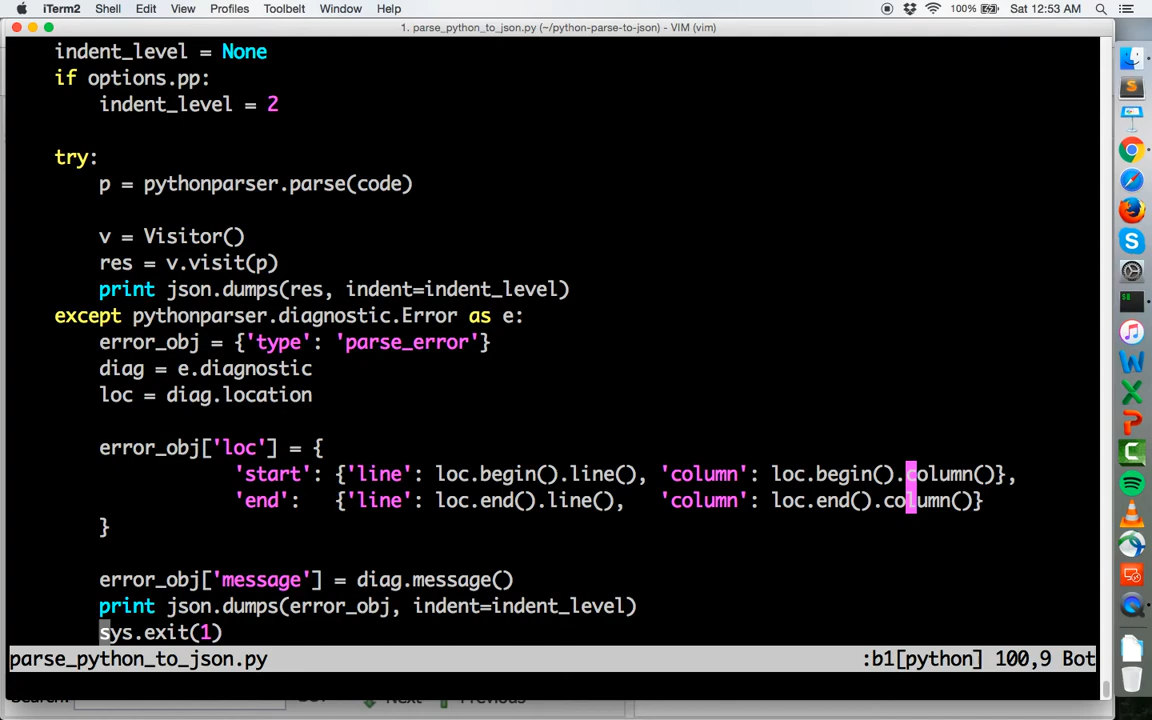 iTerm2 Shell Edit View Profiles Toolbelt Window Help 100% Sat 12:53 AM
1. parse_python_to_json.py (~/python-parse-to-json) - VIM (vim)
indent_level = None
if options.pp:
indent_level = 2
try:
p = pythonparser.parse(code)
v = Visitor()
res = v.visit(p)
print json.dumps(res, indent=indent_level)
except pythonparser.diagnostic.Error as e:
error_obj = {'type': 'parse_error'}
diag = e.diagnostic
loc = diag.location
error_obj['loc'] = {
'start': {'line': loc.begin().line(), 'column': loc.begin().column()},
'end': {'line': loc.end().line(), 'column': loc.end().column()}
}
error_obj['message'] = diag.message()
print json.dumps(error_obj, indent=indent_level)
sys.exit(1)
parse_python_to_json.py :b1[python] 100,9 Bot
Search: Next Previous